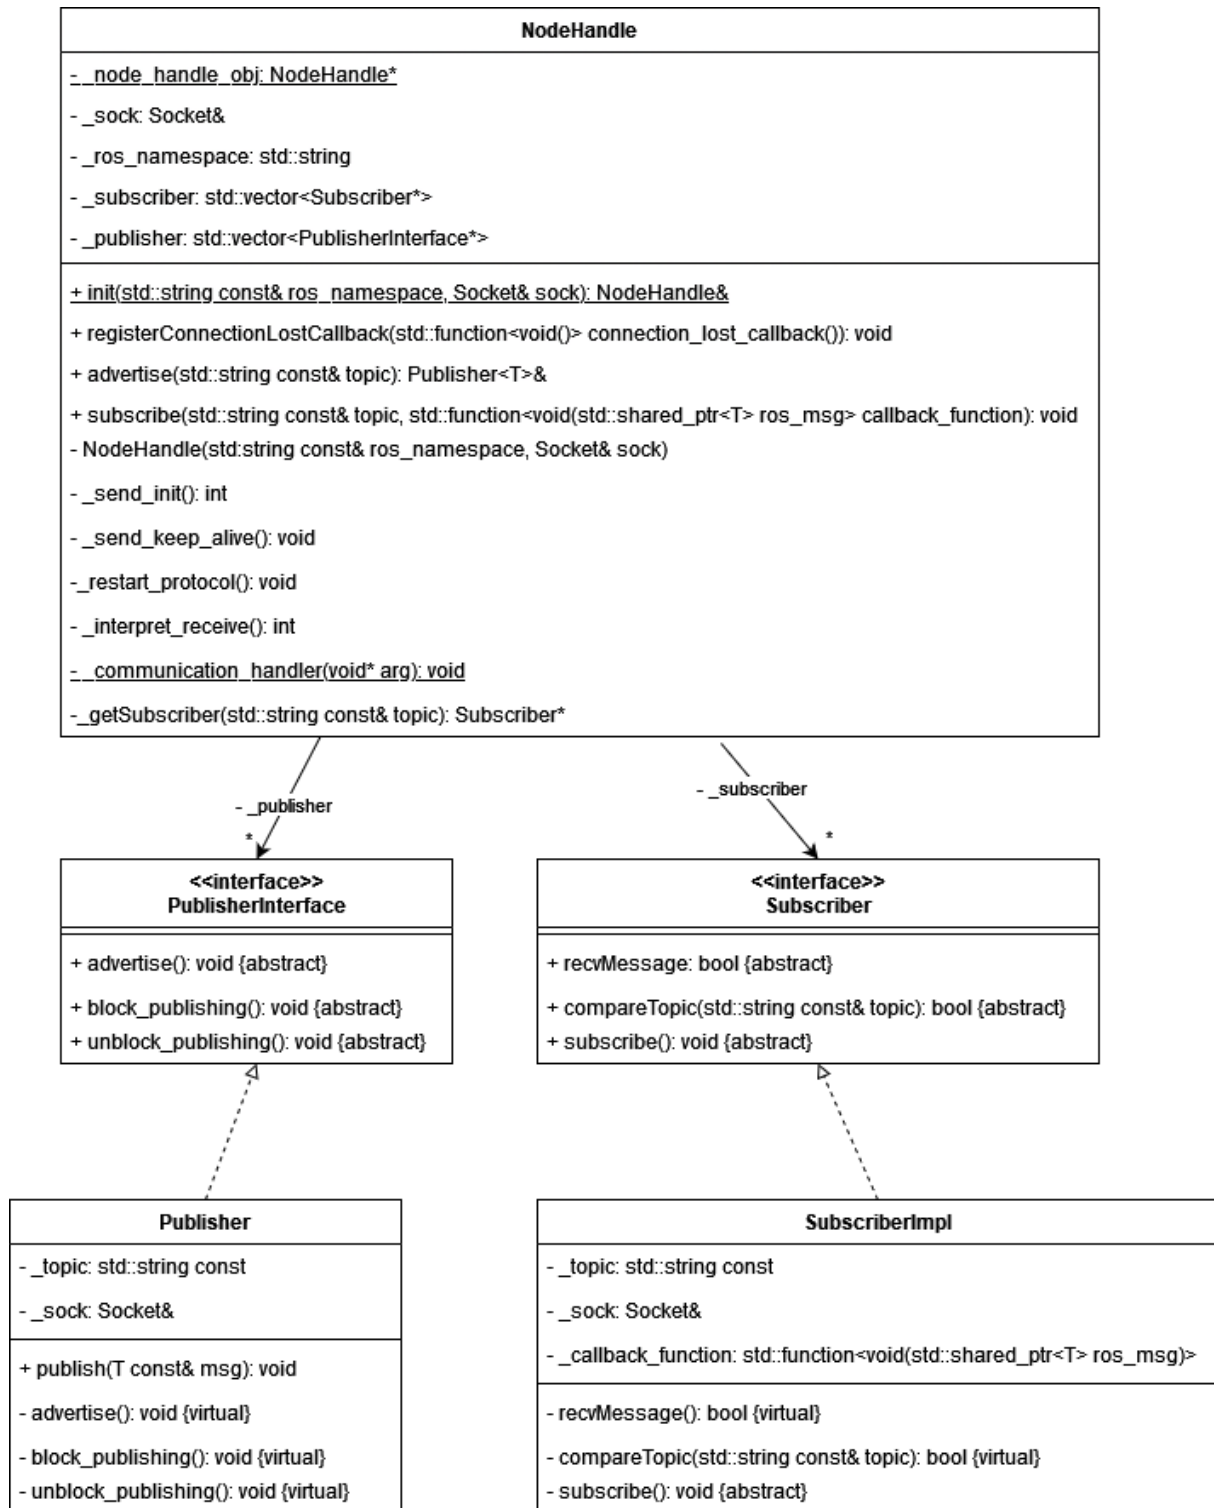 NodeHandle
- _node_handle_obj: NodeHandle*
- _sock: Socket&
- _ros_namespace: std::string
- _subscriber: std::vector<Subscriber*>
- _publisher: std::vector<PublisherInterface*>
+ init(std::string const& ros_namespace, Socket& sock): NodeHandle&
+ registerConnectionLostCallback(std::function<void()> connection_lost_callback()): void
+ advertise(std::string const& topic): Publisher<T>&
+ subscribe(std::string const& topic, std::function<void(std::shared_ptr<T> ros_msg> callback_function): void
- NodeHandle(std:string const& ros_namespace, Socket& sock)
- _send_init(): int
- _send_keep_alive(): void
-_restart_protocol(): void
- _interpret_receive(): int
- _communication_handler(void* arg): void
-_getSubscriber(std::string const& topic): Subscriber*
- _publisher
*
- _subscriber
*
<<interface>>
PublisherInterface
+ advertise(): void {abstract}
+ block_publishing(): void {abstract}
+ unblock_publishing(): void {abstract}
<<interface>>
Subscriber
+ recvMessage: bool {abstract}
+ compareTopic(std::string const& topic): bool {abstract}
+ subscribe(): void {abstract}
Publisher
- _topic: std::string const
- _sock: Socket&
+ publish(T const& msg): void
- advertise(): void {virtual}
- block_publishing(): void {virtual}
- unblock_publishing(): void {virtual}
SubscriberImpl
- _topic: std::string const
- _sock: Socket&
- _callback_function: std::function<void(std::shared_ptr<T> ros_msg)>
- recvMessage(): bool {virtual}
- compareTopic(std::string const& topic): bool {virtual}
- subscribe(): void {abstract}